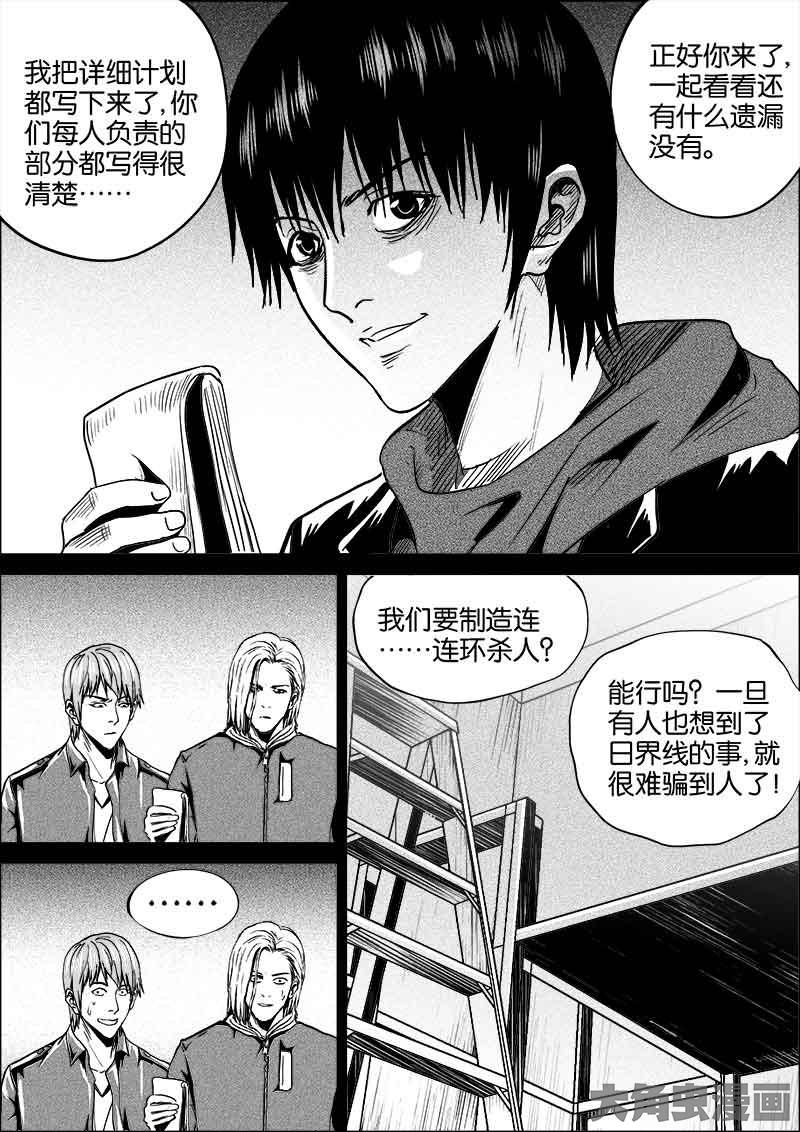 我把详细计划
都写下来了,你
们每人负责的
部分都写得很
清楚……
正好你来了,
一起看看还
有什么遗漏
没有。
我们要制造连
……连环杀人?
能行吗?一旦
有人也想到了
日界线的事,就
很难骗到人了!
……
大角虫漫画